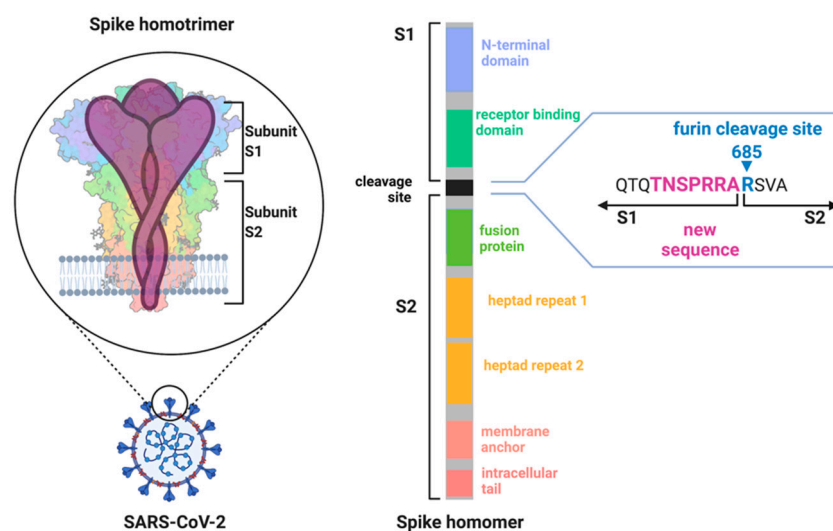 Spike homotrimer
Subunit
S1
Subunit
S2
SARS-CoV-2
S1
N-terminal
domain
receptor binding
domain
cleavage
site
S2
fusion
protein
heptad repeat 1
heptad repeat 2
membrane
anchor
intracellular
tail
Spike homomer
furin cleavage site
685
QTQTNSPRRARSVA
S1
S2
new
sequence